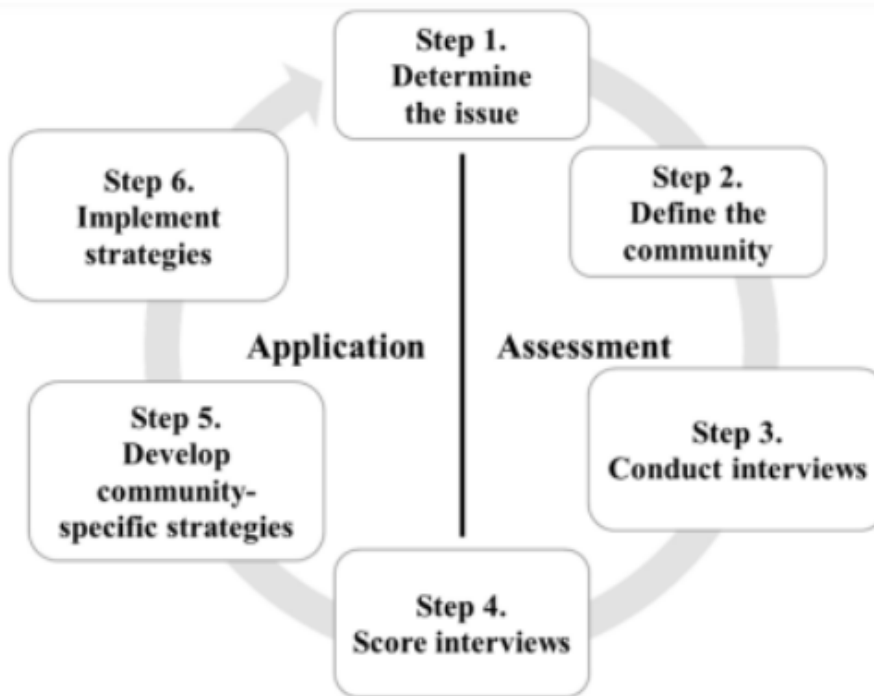 Step 1.
Determine
the issue
Step 2.
Define the
community
Step 3.
Conduct interviews
Step 4.
Score interviews
Step 5.
Develop
community-
specific strategies
Step 6.
Implement
strategies
Application
Assessment